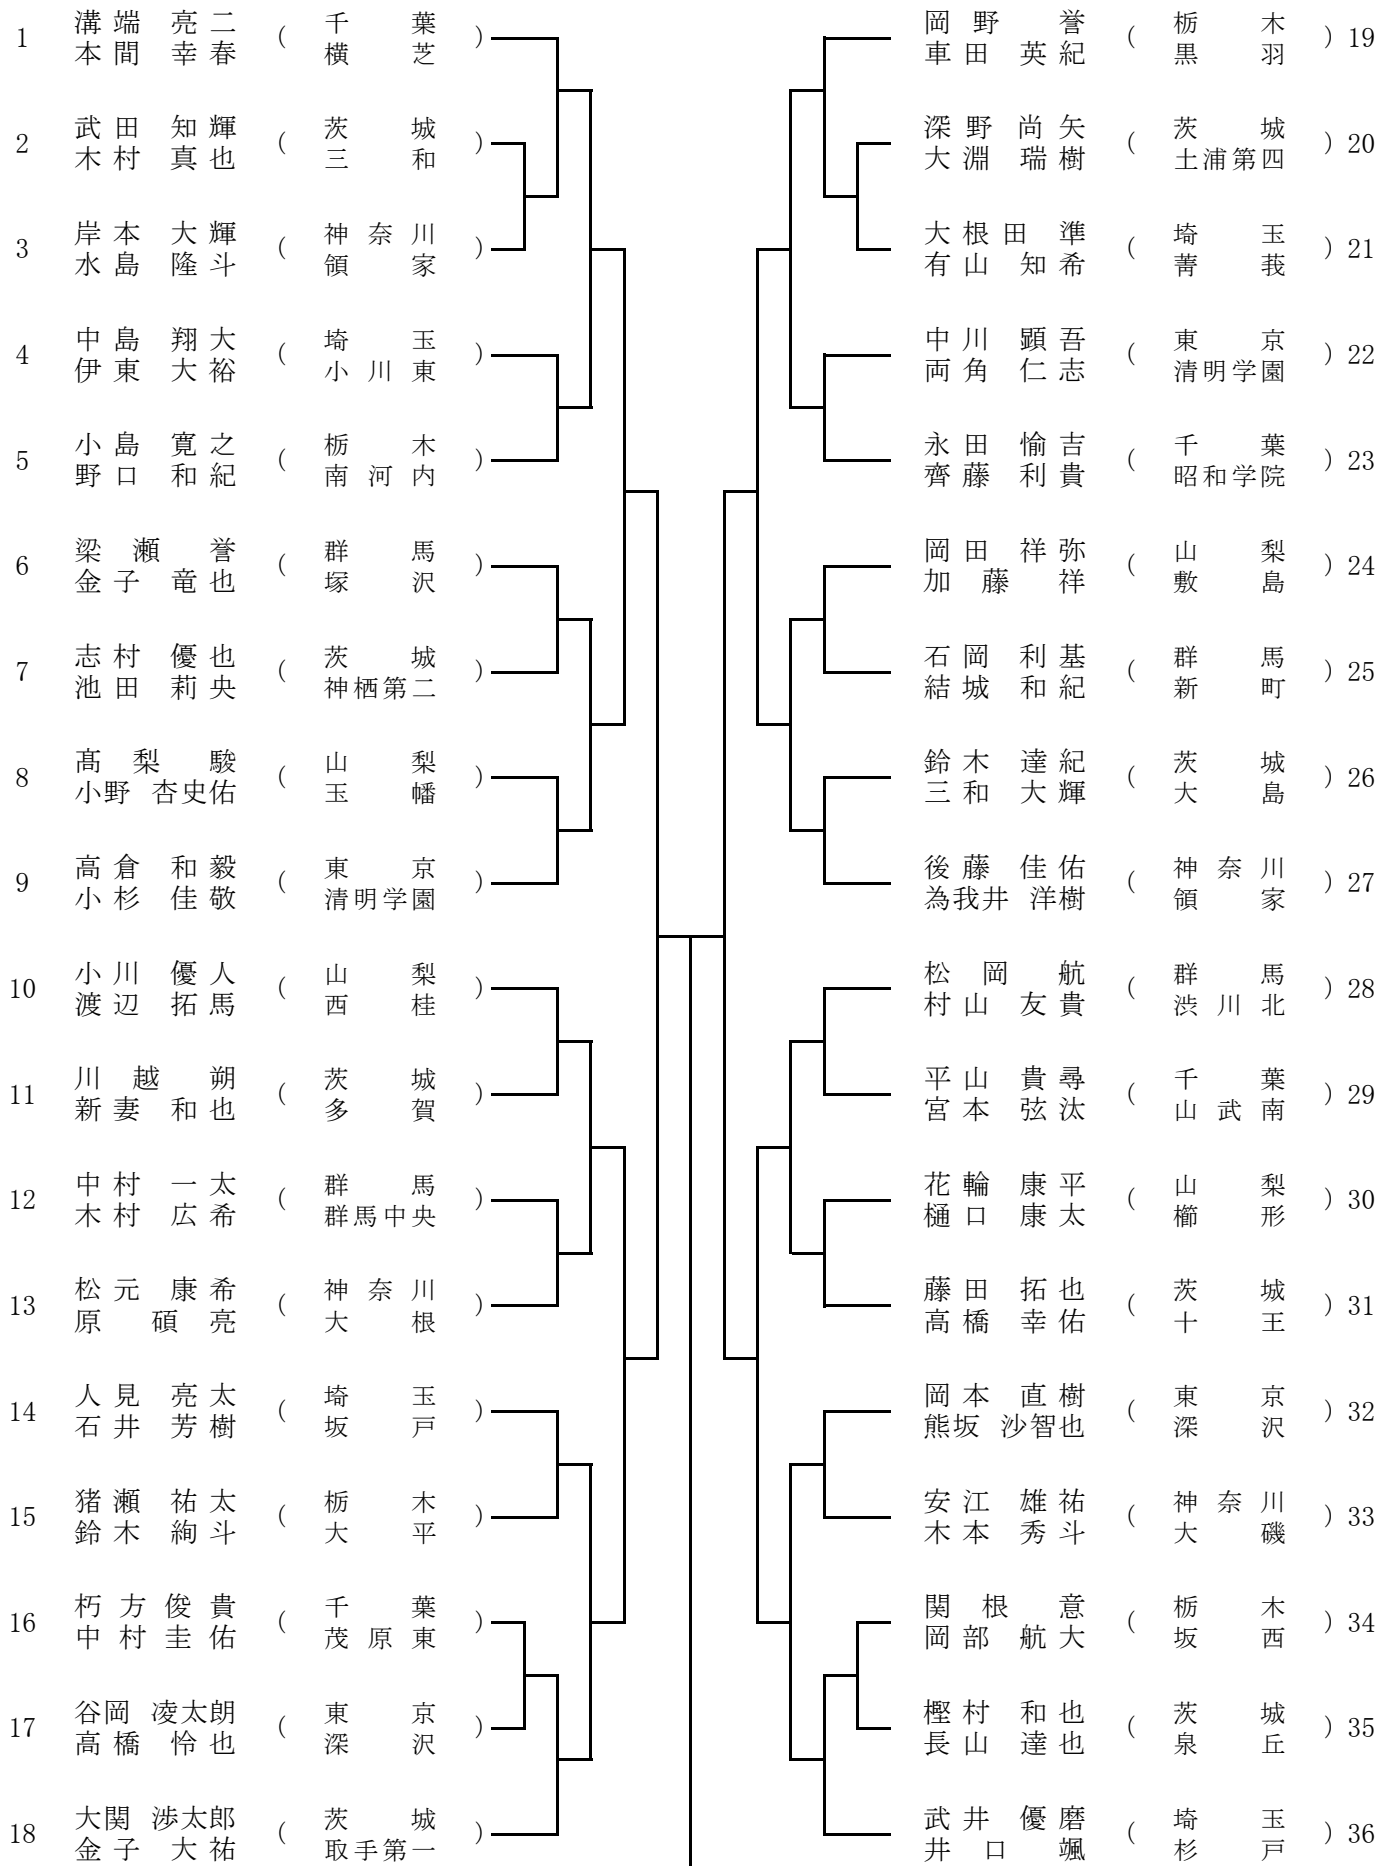 1 溝端 亮二 ( 千葉 )
本間 幸春 横芝
2 武田 知輝 ( 茨城 )
木村 真也 三和
3 岸本 大輝 ( 神奈川 )
水島 隆斗 領家
4 中島 翔大 ( 埼玉 )
伊東 大裕 小川東
5 小島 寛之 ( 栃木 )
野口 和紀 南河内
6 梁瀬 誉 ( 群馬 )
金子 竜也 塚沢
7 志村 優也 ( 茨城 )
池田 莉央 神栖第二
8 髙梨 駿 ( 山梨 )
小野 杏史佑 玉幡
9 高倉 和毅 ( 東京 )
小杉 佳敬 清明学園
10 小川 優人 ( 山梨 )
渡辺 拓馬 西桂
11 川越 朔 ( 茨城 )
新妻 和也 多賀
12 中村 一太 ( 群馬 )
木村 広希 群馬中央
13 松元 康希 ( 神奈川 )
原 碩亮 大根
14 人見 亮太 ( 埼玉 )
石井 芳樹 坂戸
15 猪瀬 祐太 ( 栃木 )
鈴木 絢斗 大平
16 朽方 俊貴 ( 千葉 )
中村 圭佑 茂原東
17 谷岡 凌太朗 ( 東京 )
高橋 怜也 深沢
18 大関 渉太郎 ( 茨城 )
金子 大祐 取手第一
岡野 誉 ( 栃木 ) 19
車田 英紀 黒羽
深野 尚矢 ( 茨城 ) 20
大淵 瑞樹 土浦第四
大根田 準 ( 埼玉 ) 21
有山 知希 菁莪
中川 顕吾 ( 東京 ) 22
両角 仁志 清明学園
永田 愉吉 ( 千葉 ) 23
齊藤 利貴 昭和学院
岡田 祥弥 ( 山梨 ) 24
加藤 祥 敷島
石岡 利基 ( 群馬 ) 25
結城 和紀 新町
鈴木 達紀 ( 茨城 ) 26
三和 大輝 大島
後藤 佳佑 ( 神奈川 ) 27
為我井 洋樹 領家
松岡 航 ( 群馬 ) 28
村山 友貴 渋川北
平山 貴尋 ( 千葉 ) 29
宮本 弦汰 山武南
花輪 康平 ( 山梨 ) 30
樋口 康太 櫛形
藤田 拓也 ( 茨城 ) 31
高橋 幸佑 十王
岡本 直樹 ( 東京 ) 32
熊坂 沙智也 深沢
安江 雄祐 ( 神奈川 ) 33
木本 秀斗 大磯
関根 意 ( 栃木 ) 34
岡部 航大 坂西
樫村 和也 ( 茨城 ) 35
長山 達也 泉丘
武井 優磨 ( 埼玉 ) 36
井口 颯 杉戸